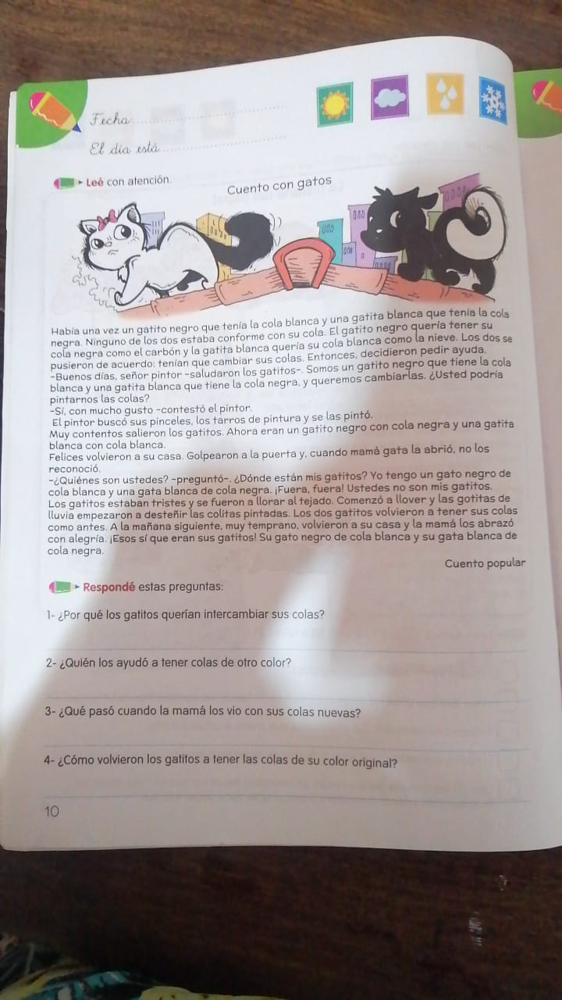 Fecha
El día está
Leé con atención.
Cuento con gatos
Había una vez un gatito negro que tenía la cola blanca y una gatita blanca que tenía la cola
negra. Ninguno de los dos estaba conforme con su cola. El gatito negro quería tener su
cola negra como el carbón y la gatita blanca quería su cola blanca como la nieve. Los dos se
pusieron de acuerdo: tenían que cambiar sus colas. Entonces, decidieron pedir ayuda.
-Buenos días, señor pintor -saludaron los gatitos-. Somos un gatito negro que tiene la cola
blanca y una gatita blanca que tiene la cola negra, y queremos cambiarlas. ¿Usted podría
pintarnos las colas?
-Sí, con mucho gusto -contestó el pintor.
El pintor buscó sus pinceles, los tarros de pintura y se las pintó.
Muy contentos salieron los gatitos. Ahora eran un gatito negro con cola negra y una gatita
blanca con cola blanca.
Felices volvieron a su casa. Golpearon a la puerta y, cuando mamá gata la abrió, no los
reconoció.
-¿Quiénes son ustedes? -preguntó-. ¿Dónde están mis gatitos? Yo tengo un gato negro de
cola blanca y una gata blanca de cola negra. ¡Fuera, fuera! Ustedes no son mis gatitos.
Los gatitos estaban tristes y se fueron a llorar al tejado. Comenzó a llover y las gotitas de
lluvia empezaron a desteñir las colitas pintadas. Los dos gatitos volvieron a tener sus colas
como antes. A la mañana siguiente, muy temprano, volvieron a su casa y la mamá los abrazó
con alegría. ¡Esos sí que eran sus gatitos! Su gato negro de cola blanca y su gata blanca de
cola negra.
Cuento popular
Respondé estas preguntas:
1- ¿Por qué los gatitos querían intercambiar sus colas?
2- ¿Quién los ayudó a tener colas de otro color?
3- ¿Qué pasó cuando la mamá los vio con sus colas nuevas?
4- ¿Cómo volvieron los gatitos a tener las colas de su color original?
10